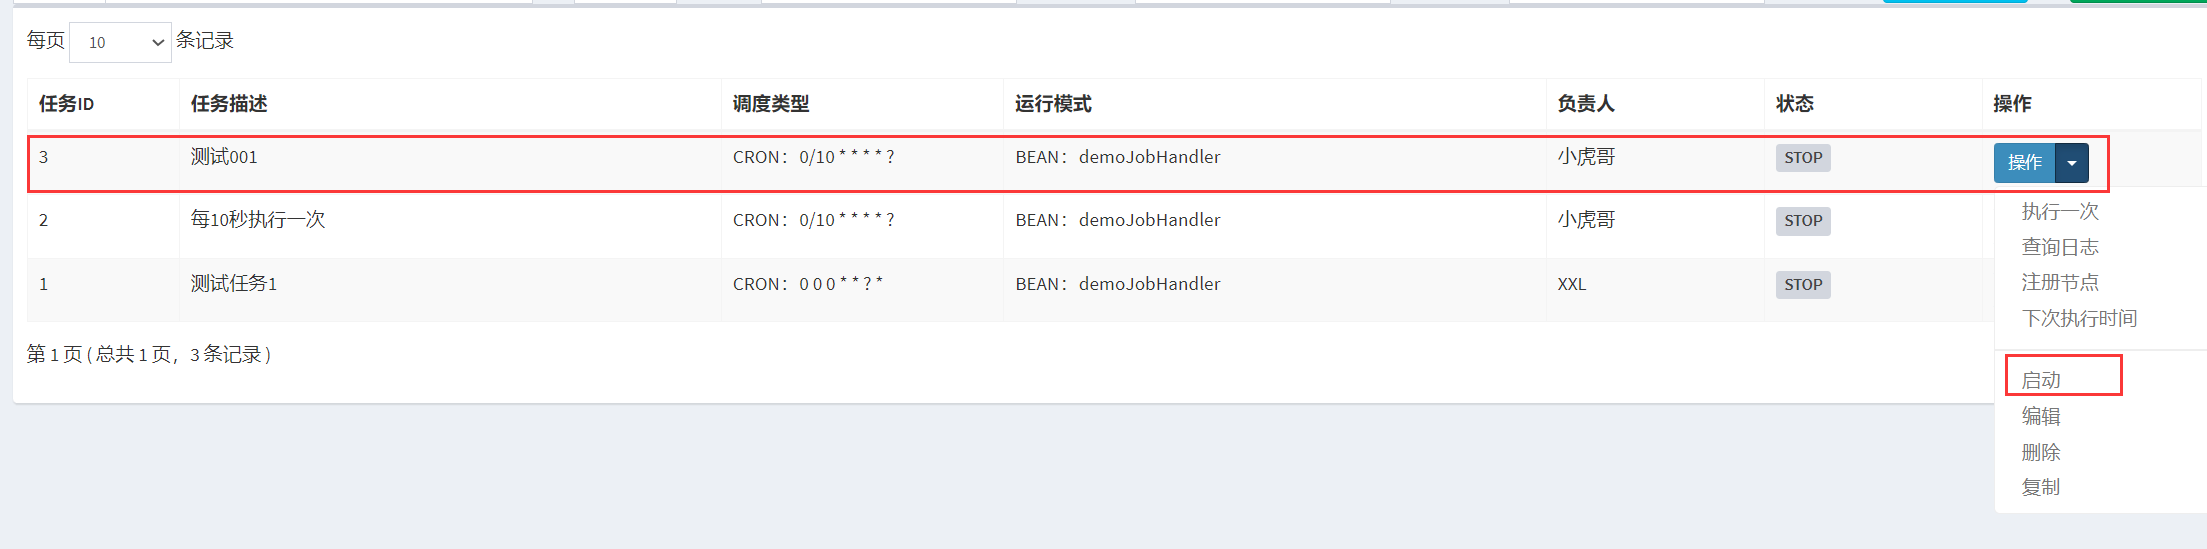 每页 10 条记录
任务ID 任务描述 调度类型 运行模式 负责人 状态 操作
3 测试001 CRON：0/10 * * * * ? BEAN：demoJobHandler 小虎哥 STOP 操作
2 每10秒执行一次 CRON：0/10 * * * * ? BEAN：demoJobHandler 小虎哥 STOP
1 测试任务1 CRON：0 0 0 * * ? * BEAN：demoJobHandler XXL STOP
第 1 页 ( 总共 1 页，3 条记录 )
执行一次
查询日志
注册节点
下次执行时间
启动
编辑
删除
复制